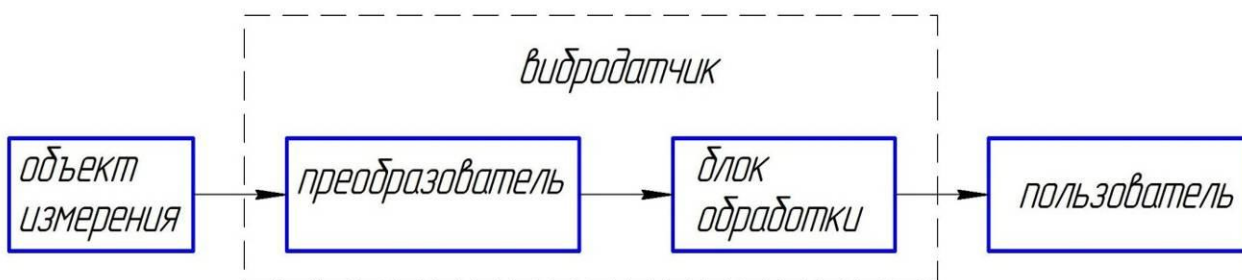 вибродатчик
объект
измерения
преобразователь
блок
обработки
пользователь